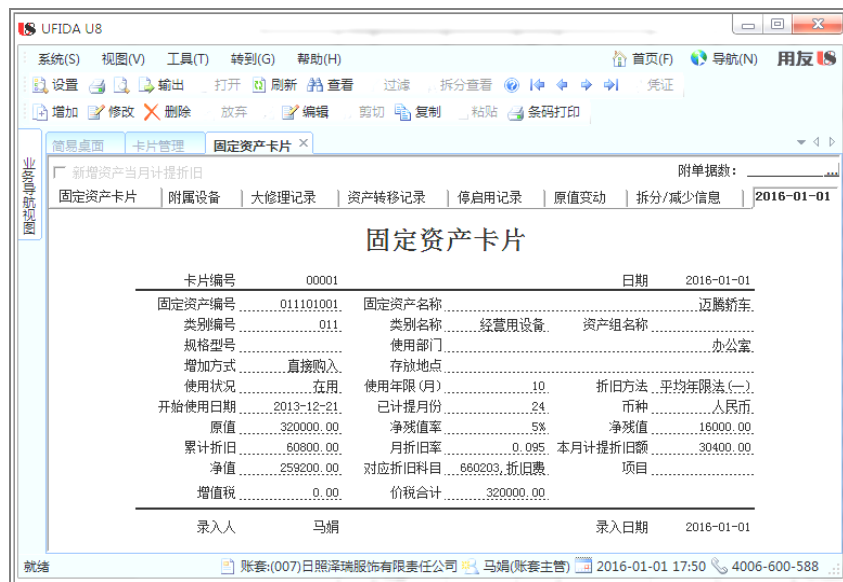 UFIDA U8
系统(S) 视图(V) 工具(T) 转到(G) 帮助(H) 首页(F) 导航(N) 用友
设置 输出 打开 刷新 查看 过滤 拆分查看 凭证
增加 修改 删除 放弃 编辑 剪切 复制 粘贴 条码打印
简易桌面 卡片管理 固定资产卡片
业务导航视图
新增资产当月计提折旧 附单据数:
固定资产卡片 附属设备 大修理记录 资产转移记录 停启用记录 原值变动 拆分/减少信息 2016-01-01
固定资产卡片
卡片编号 00001 日期 2016-01-01
固定资产编号 011101001 固定资产名称 迈腾轿车
类别编号 011 类别名称 经营用设备 资产组名称
规格型号 使用部门 办公室
增加方式 直接购入 存放地点
使用状况 在用 使用年限(月) 10 折旧方法 平均年限法(一)
开始使用日期 2013-12-21 已计提月份 24 币种 人民币
原值 320000.00 净残值率 5% 净残值 16000.00
累计折旧 60800.00 月折旧率 0.095 本月计提折旧额 30400.00
净值 259200.00 对应折旧科目 660203,折旧费 项目
增值税 0.00 价税合计 320000.00
录入人 马娟 录入日期 2016-01-01
就绪 账套:(007)日照泽瑞服饰有限责任公司 马娟(账套主管) 2016-01-01 17:50 4006-600-588